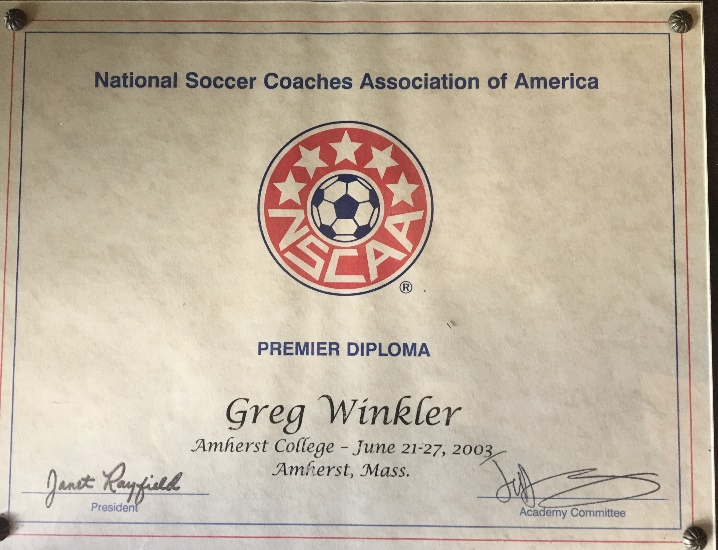 National Soccer Coaches Association of America
NSCAA
®
PREMIER DIPLOMA
Greg Winkler
Amherst College - June 21-27, 2003
Amherst, Mass.
Janet Rayfield
President
Academy Committee